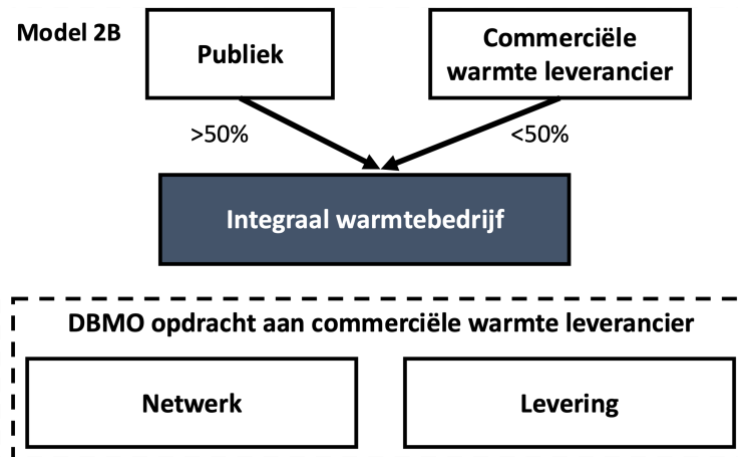 Model 2B
Publiek
Commerciële
warmte leverancier
>50%
<50%
Integraal warmtebedrijf
DBMO opdracht aan commerciële warmte leverancier
Netwerk
Levering